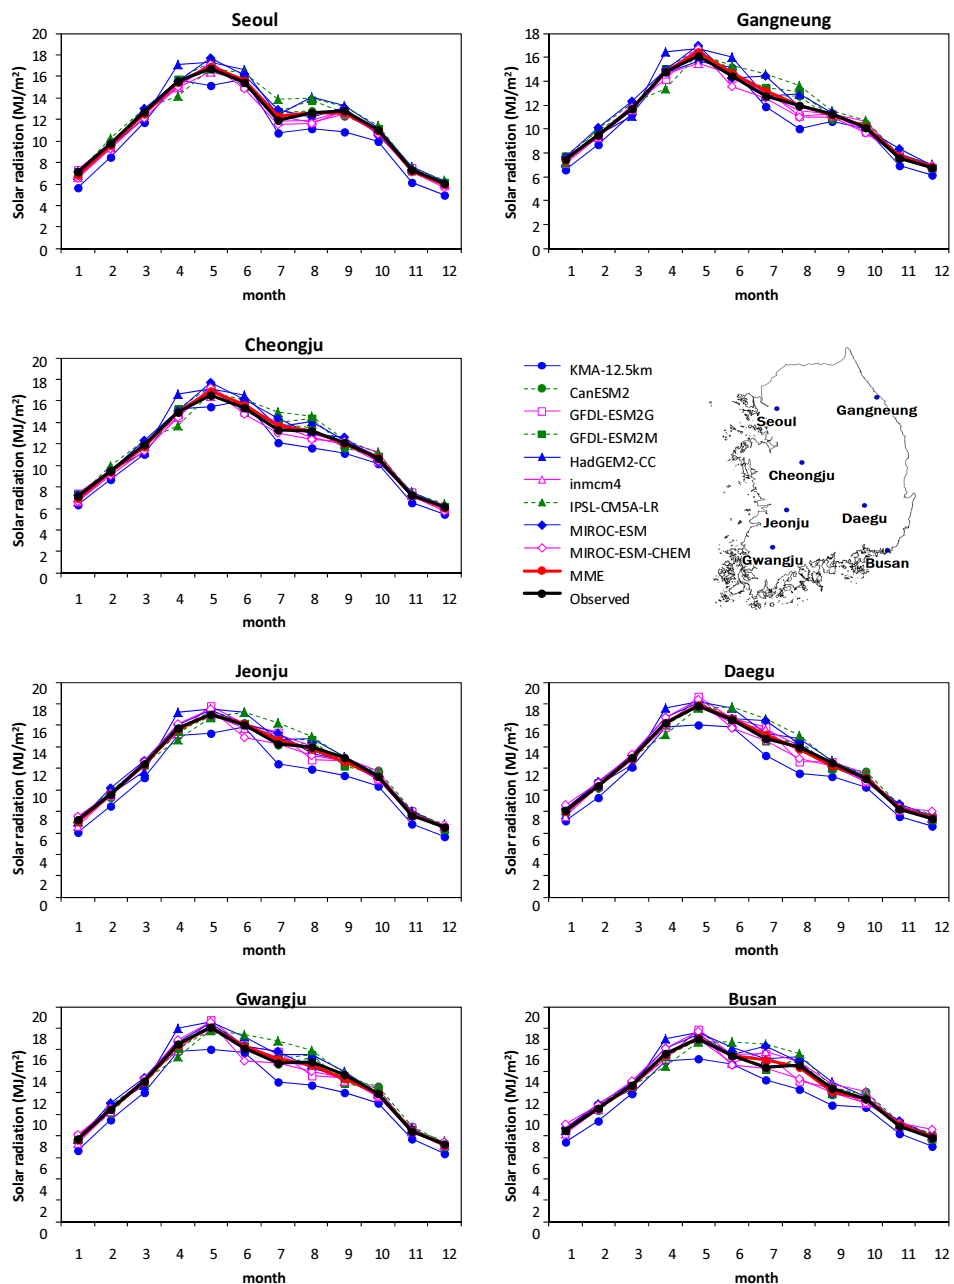 Seoul
Solar radiation (MJ/m²)
20
18
16
14
12
10
8
6
4
2
0
1 2 3 4 5 6 7 8 9 10 11 12
month
Gangneung
Solar radiation (MJ/m²)
18
16
14
12
10
8
6
4
2
0
1 2 3 4 5 6 7 8 9 10 11 12
month
Cheongju
Solar radiation (MJ/m²)
20
18
16
14
12
10
8
6
4
2
0
1 2 3 4 5 6 7 8 9 10 11 12
month
KMA-12.5km
CanESM2
GFDL-ESM2G
GFDL-ESM2M
HadGEM2-CC
inmcm4
IPSL-CM5A-LR
MIROC-ESM
MIROC-ESM-CHEM
MME
Observed
Seoul
Gangneung
Cheongju
Jeonju
Daegu
Gwangju
Busan
Jeonju
Solar radiation (MJ/m²)
20
18
16
14
12
10
8
6
4
2
0
1 2 3 4 5 6 7 8 9 10 11 12
month
Daegu
Solar radiation (MJ/m²)
20
18
16
14
12
10
8
6
4
2
0
1 2 3 4 5 6 7 8 9 10 11 12
month
Gwangju
Solar radiation (MJ/m²)
20
18
16
14
12
10
8
6
4
2
0
1 2 3 4 5 6 7 8 9 10 11 12
month
Busan
Solar radiation (MJ/m²)
20
18
16
14
12
10
8
6
4
2
0
1 2 3 4 5 6 7 8 9 10 11 12
month